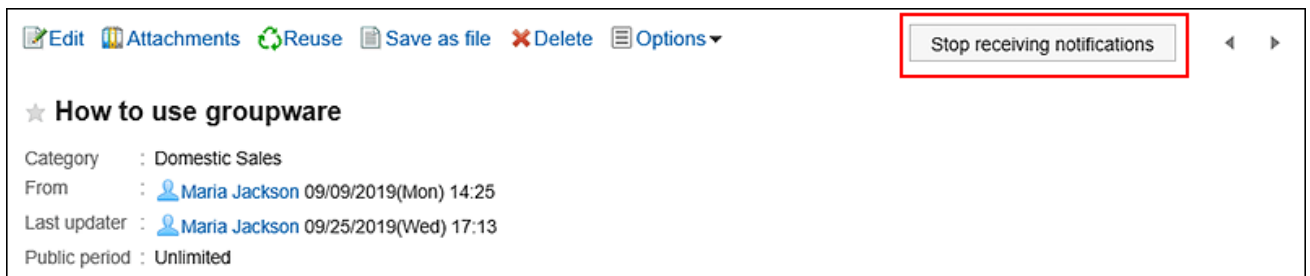 Edit Attachments Reuse Save as file Delete Options Stop receiving notifications
How to use groupware
Category : Domestic Sales
From : Maria Jackson 09/09/2019(Mon) 14:25
Last updater : Maria Jackson 09/25/2019(Wed) 17:13
Public period : Unlimited